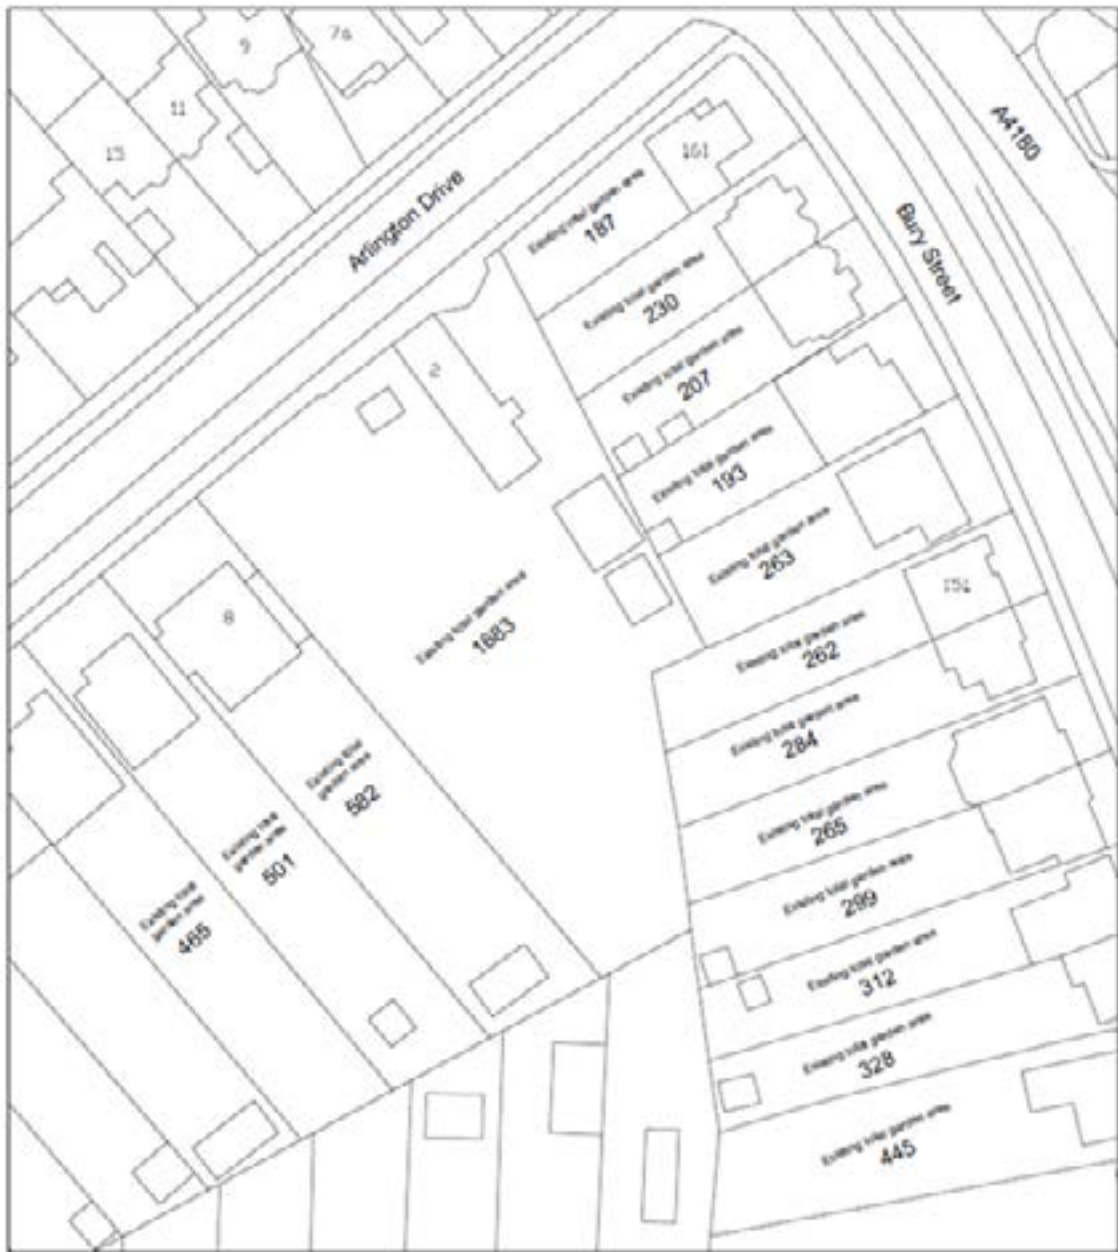 9
7a
11
15
Arlington Drive
A4180
Bury Street
161
Existing total garden area
187
Existing total garden area
230
Existing total garden area
207
Existing total garden area
193
Existing total garden area
263
2
Existing total garden area
1683
8
151
Existing total garden area
262
Existing total garden area
284
Existing total garden area
265
Existing total garden area
299
Existing total garden area
312
Existing total garden area
328
Existing total garden area
445
Existing total
garden area
582
Existing total
garden area
501
Existing total
garden area
465